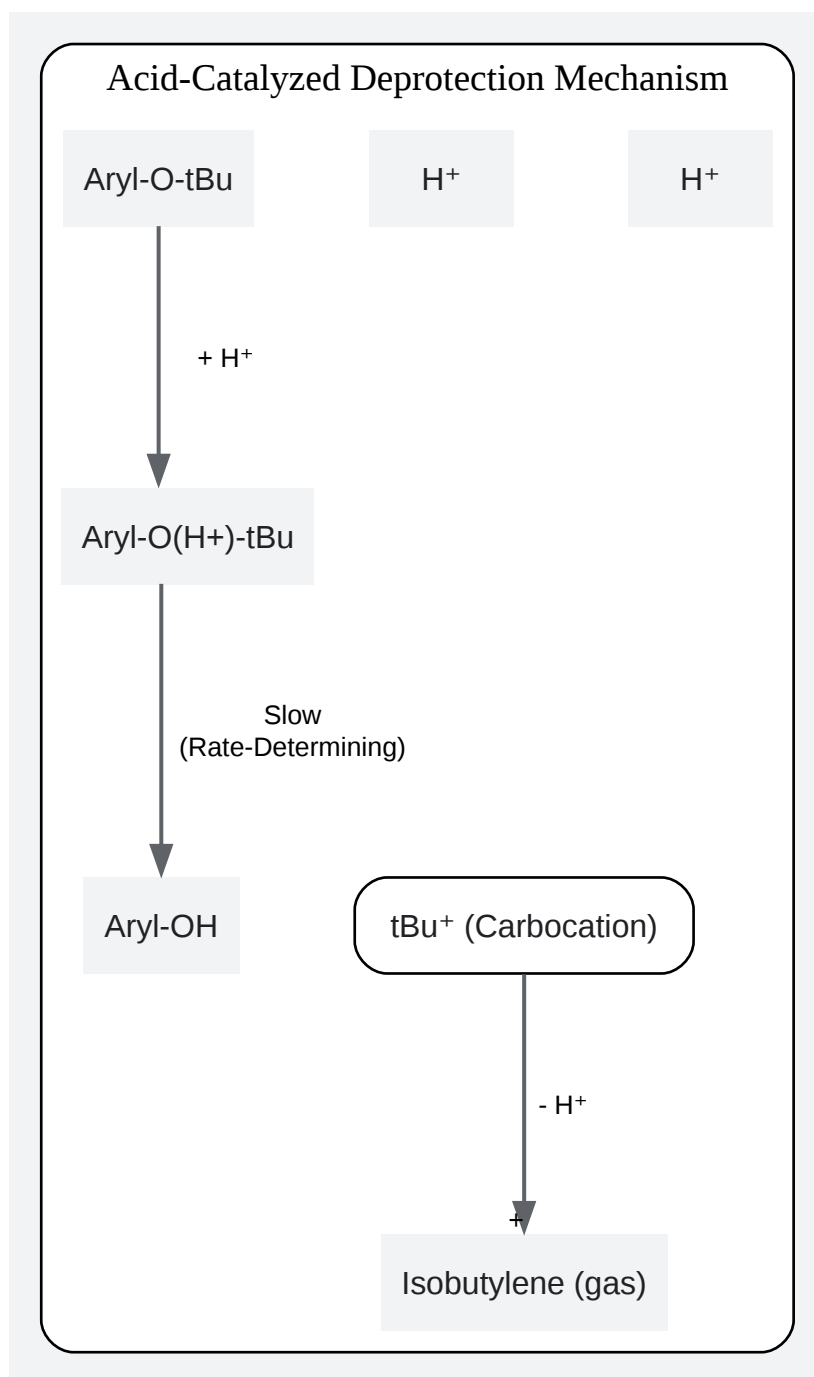 Acid-Catalyzed Deprotection Mechanism
Aryl-O-tBu
H⁺
H⁺
+ H⁺
Aryl-O(H+)-tBu
Slow
(Rate-Determining)
Aryl-OH
tBu⁺ (Carbocation)
- H⁺
+
Isobutylene (gas)